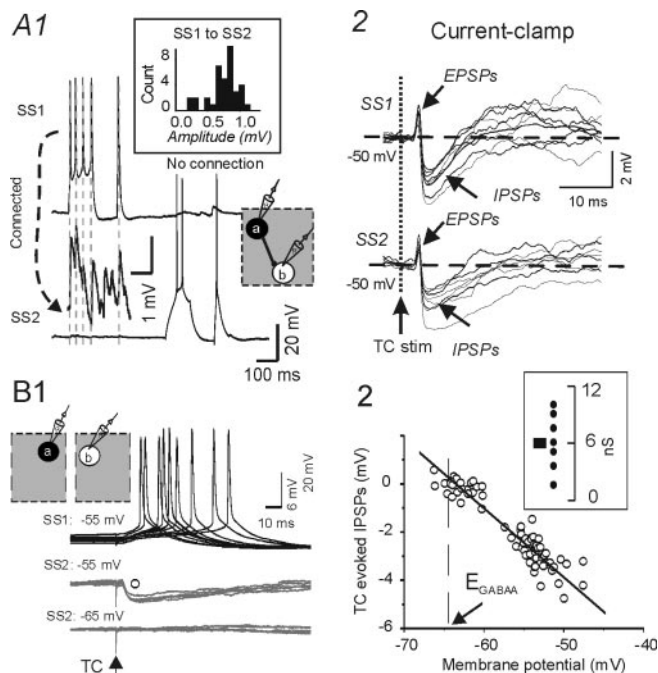 A1
SS1 to SS2
Count
8
4
0
0
0.5
1.0
Amplitude (mV)
SS1
No connection
Connected
a
b
1 mV
SS2
20 mV
100 ms
2
Current-clamp
EPSPs
SS1
-50 mV
IPSPs
2 mV
10 ms
EPSPs
SS2
-50 mV
TC stim
IPSPs
B1
a
b
20 mV
6 mV
10 ms
SS1: -55 mV
SS2: -55 mV
SS2: -65 mV
TC
2
12
6
0
nS
TC evoked IPSPs (mV)
2
0
-2
-4
-6
EGABAA
-70
-60
-50
-40
Membrane potential (mV)